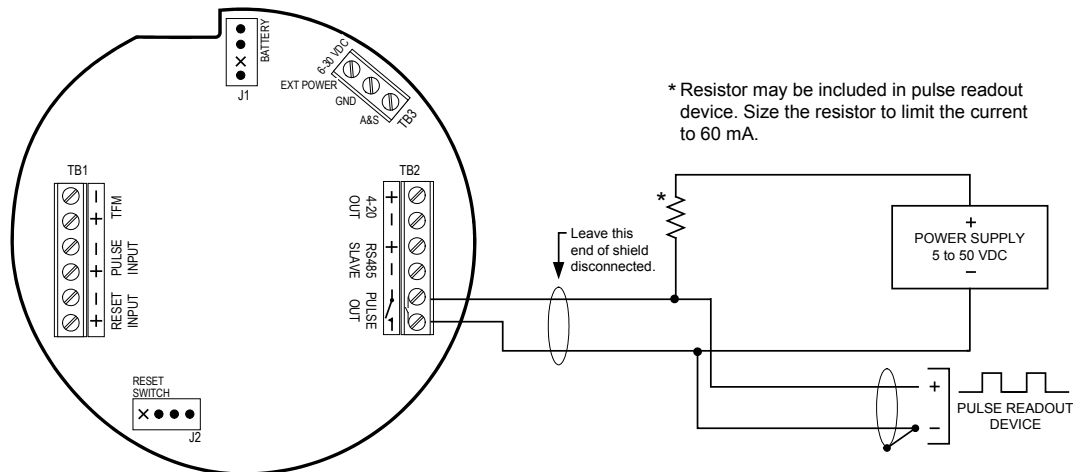 BATTERY
J1
6-30 VDC
EXT POWER
GND
A&S
TB3
* Resistor may be included in pulse readout
device. Size the resistor to limit the current
to 60 mA.
TB1
− TFM
+
− PULSE
+ INPUT
− RESET
+ INPUT
TB2
+ 4-20
− OUT
+ RS485
− SLAVE
PULSE
OUT
Leave this
end of shield
disconnected.
*
+
POWER SUPPLY
5 to 50 VDC
−
+
−
PULSE READOUT
DEVICE
RESET
SWITCH
J2